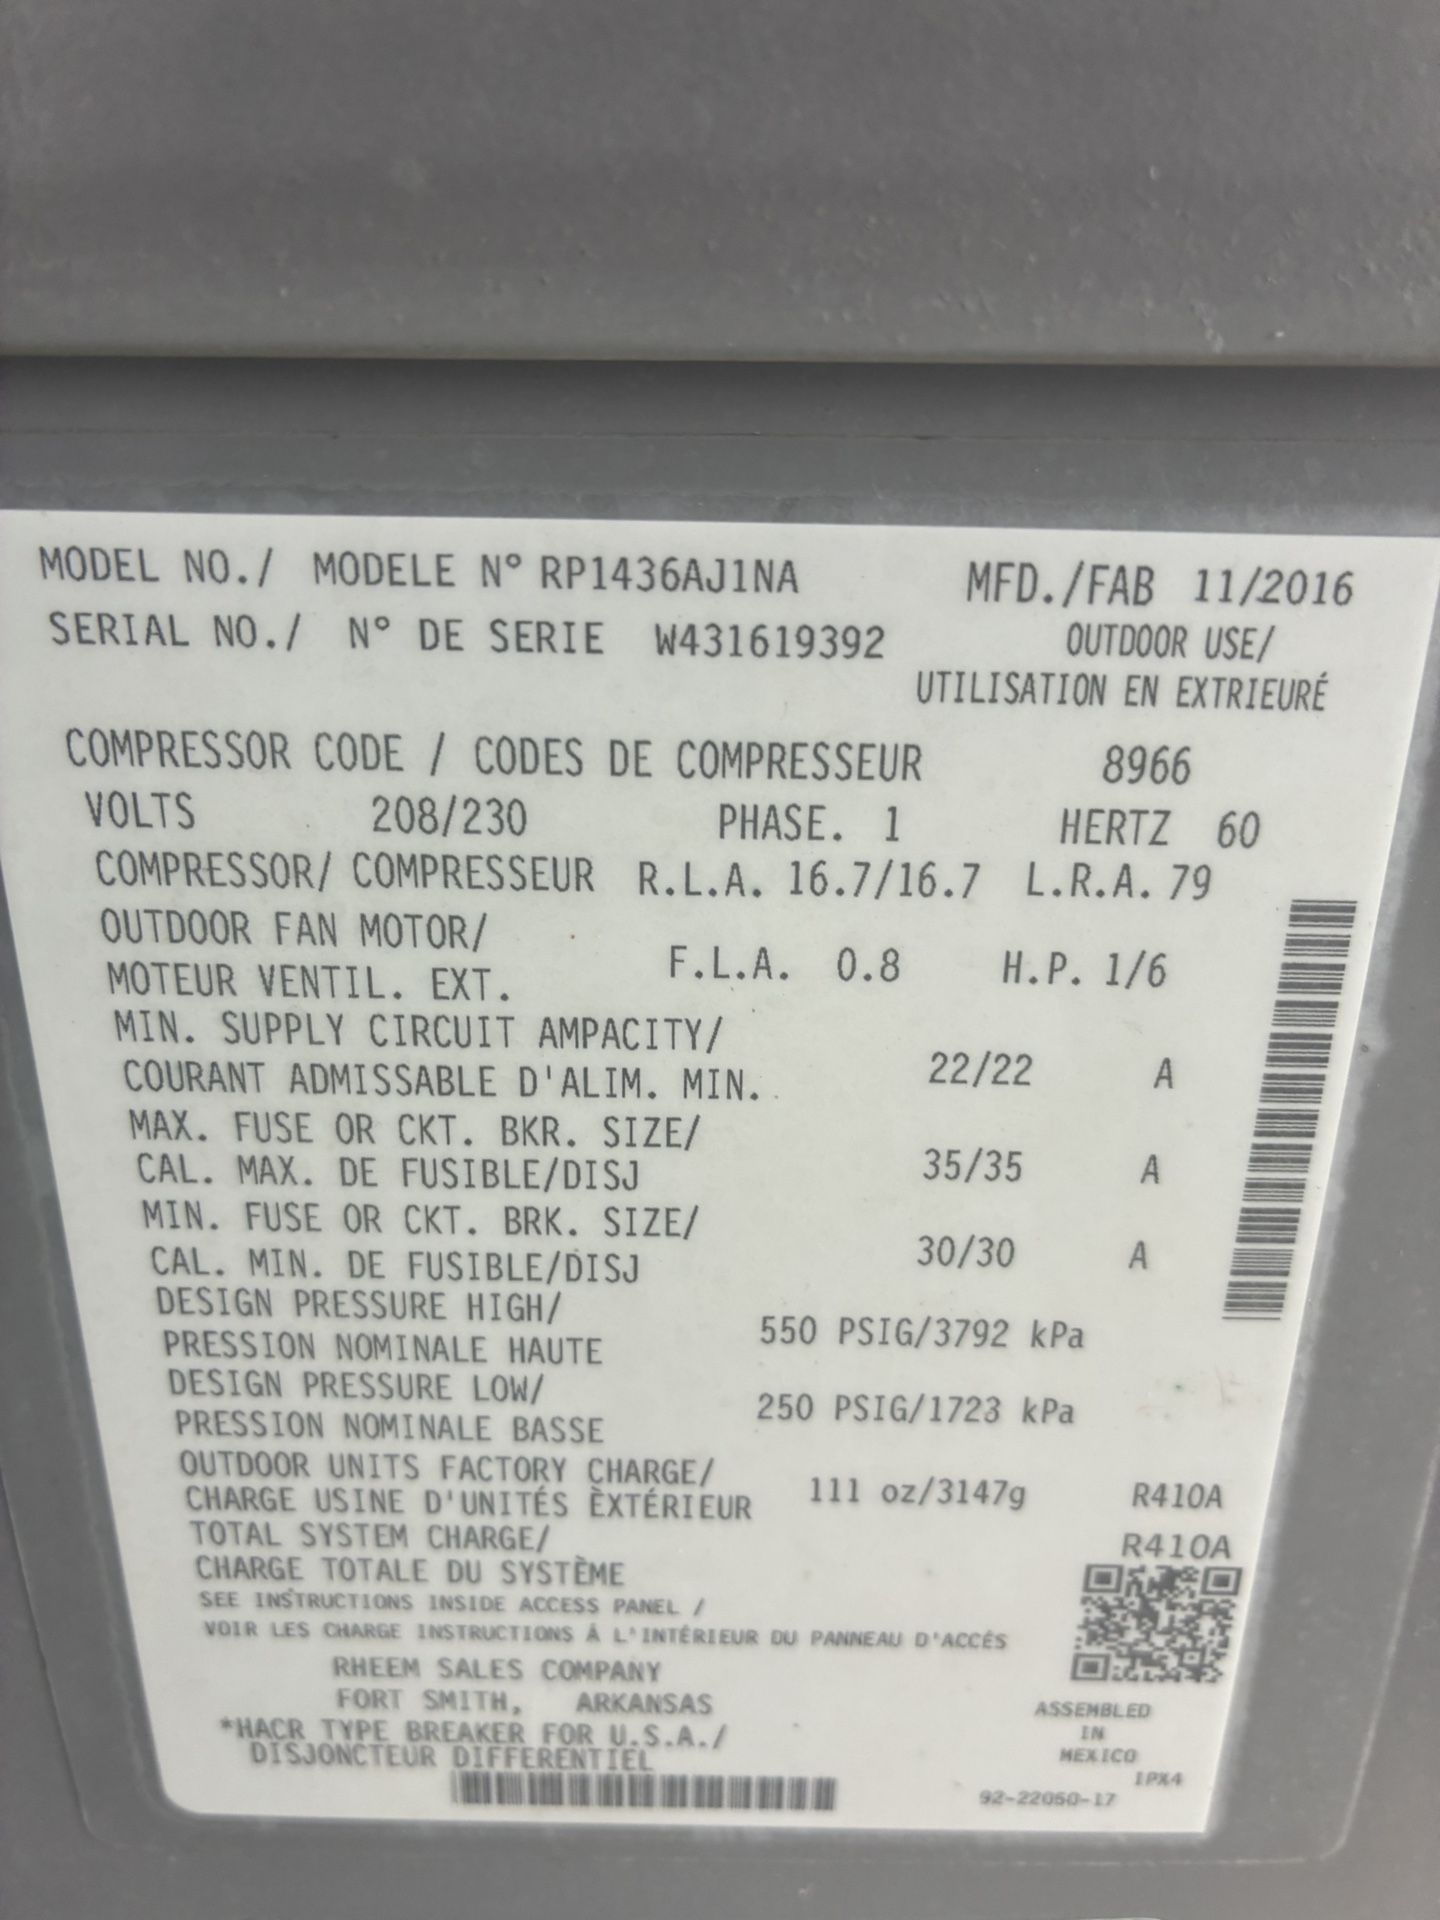 MODEL NO./ MODELE N° RP1436AJ1NA MFD./FAB 11/2016
SERIAL NO./ N° DE SERIE W431619392 OUTDOOR USE/
UTILISATION EN EXTRIEURÉ
COMPRESSOR CODE / CODES DE COMPRESSEUR 8966
VOLTS 208/230 PHASE. 1 HERTZ 60
COMPRESSOR/ COMPRESSEUR R.L.A. 16.7/16.7 L.R.A. 79
OUTDOOR FAN MOTOR/
MOTEUR VENTIL. EXT. F.L.A. 0.8 H.P. 1/6
MIN. SUPPLY CIRCUIT AMPACITY/
COURANT ADMISSABLE D'ALIM. MIN. 22/22 A
MAX. FUSE OR CKT. BKR. SIZE/
CAL. MAX. DE FUSIBLE/DISJ 35/35 A
MIN. FUSE OR CKT. BRK. SIZE/
CAL. MIN. DE FUSIBLE/DISJ 30/30 A
DESIGN PRESSURE HIGH/
PRESSION NOMINALE HAUTE 550 PSIG/3792 kPa
DESIGN PRESSURE LOW/
PRESSION NOMINALE BASSE 250 PSIG/1723 kPa
OUTDOOR UNITS FACTORY CHARGE/
CHARGE USINE D'UNITÉS ÈXTÉRIEUR 111 oz/3147g R410A
TOTAL SYSTEM CHARGE/ R410A
CHARGE TOTALE DU SYSTÈME
SEE INSTRUCTIONS INSIDE ACCESS PANEL /
VOIR LES CHARGE INSTRUCTIONS À L'INTÉRIEUR DU PANNEAU D'ACCÈS
RHEEM SALES COMPANY
FORT SMITH, ARKANSAS
*HACR TYPE BREAKER FOR U.S.A./
DISJONCTEUR DIFFERENTIEL
ASSEMBLED
IN
MEXICO
IPX4
92-22060-17